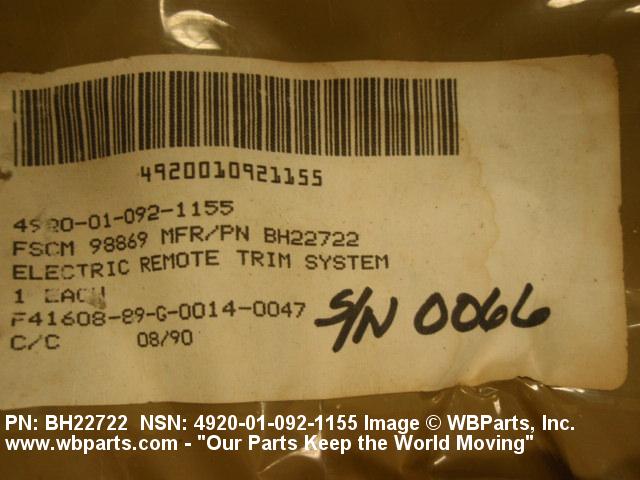 4920010921155
4920-01-092-1155
FSCM 98869 MFR/PN BH22722
ELECTRIC REMOTE TRIM SYSTEM
1 EACH
F41608-89-G-0014-0047
C/C 08/90
S/N 0066
PN: BH22722 NSN: 4920-01-092-1155 Image © WBParts, Inc.
www.wbparts.com - "Our Parts Keep the World Moving"